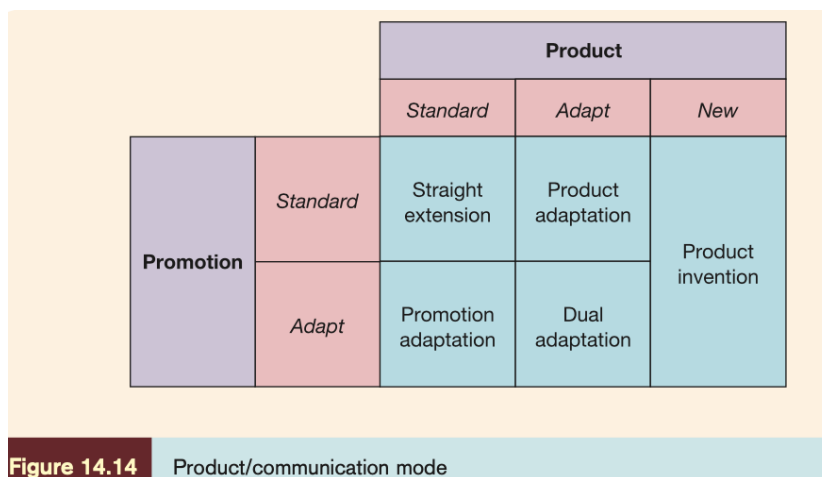 Product
Standard
Adapt
New
Promotion
Standard
Straight
extension
Product
adaptation
Product
invention
Adapt
Promotion
adaptation
Dual
adaptation
Figure 14.14
Product/communication mode